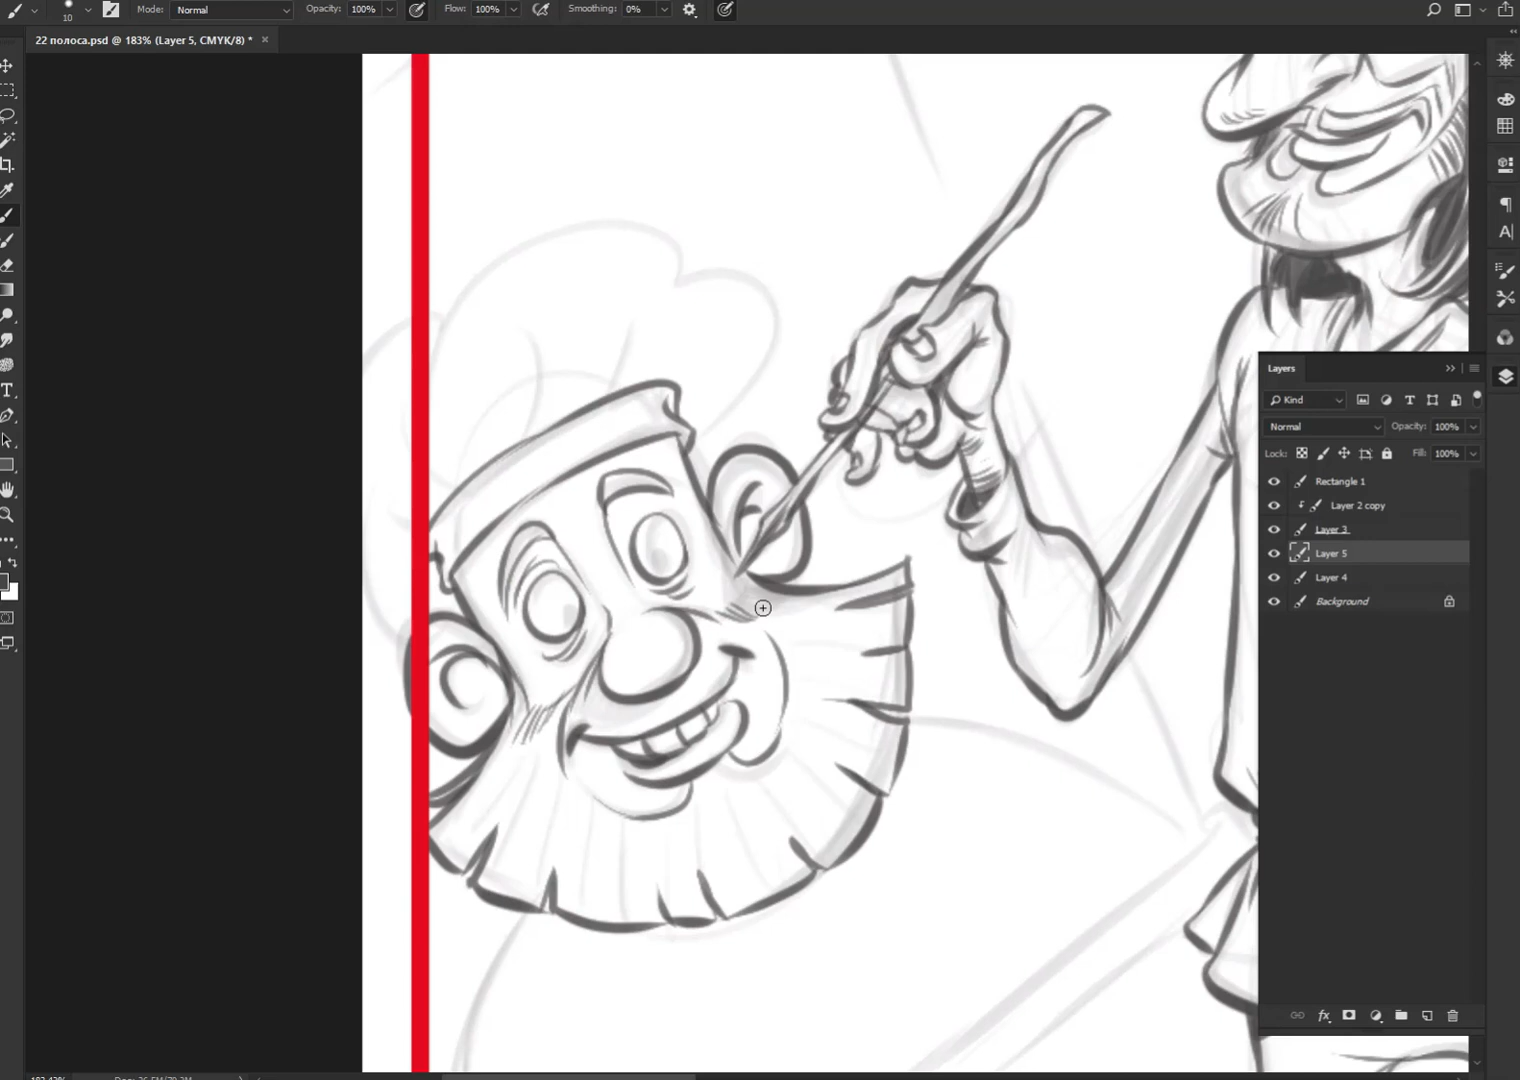 10 Mode: Normal Opacity: 100% Flow: 100% Smoothing: 0%
22 полоса.psd @ 183% (Layer 5, CMYK/8) *
Layers
Kind
Normal Opacity: 100%
Lock: Fill: 100%
Rectangle 1
Layer 2 copy
Layer 3
Layer 5
Layer 4
Background